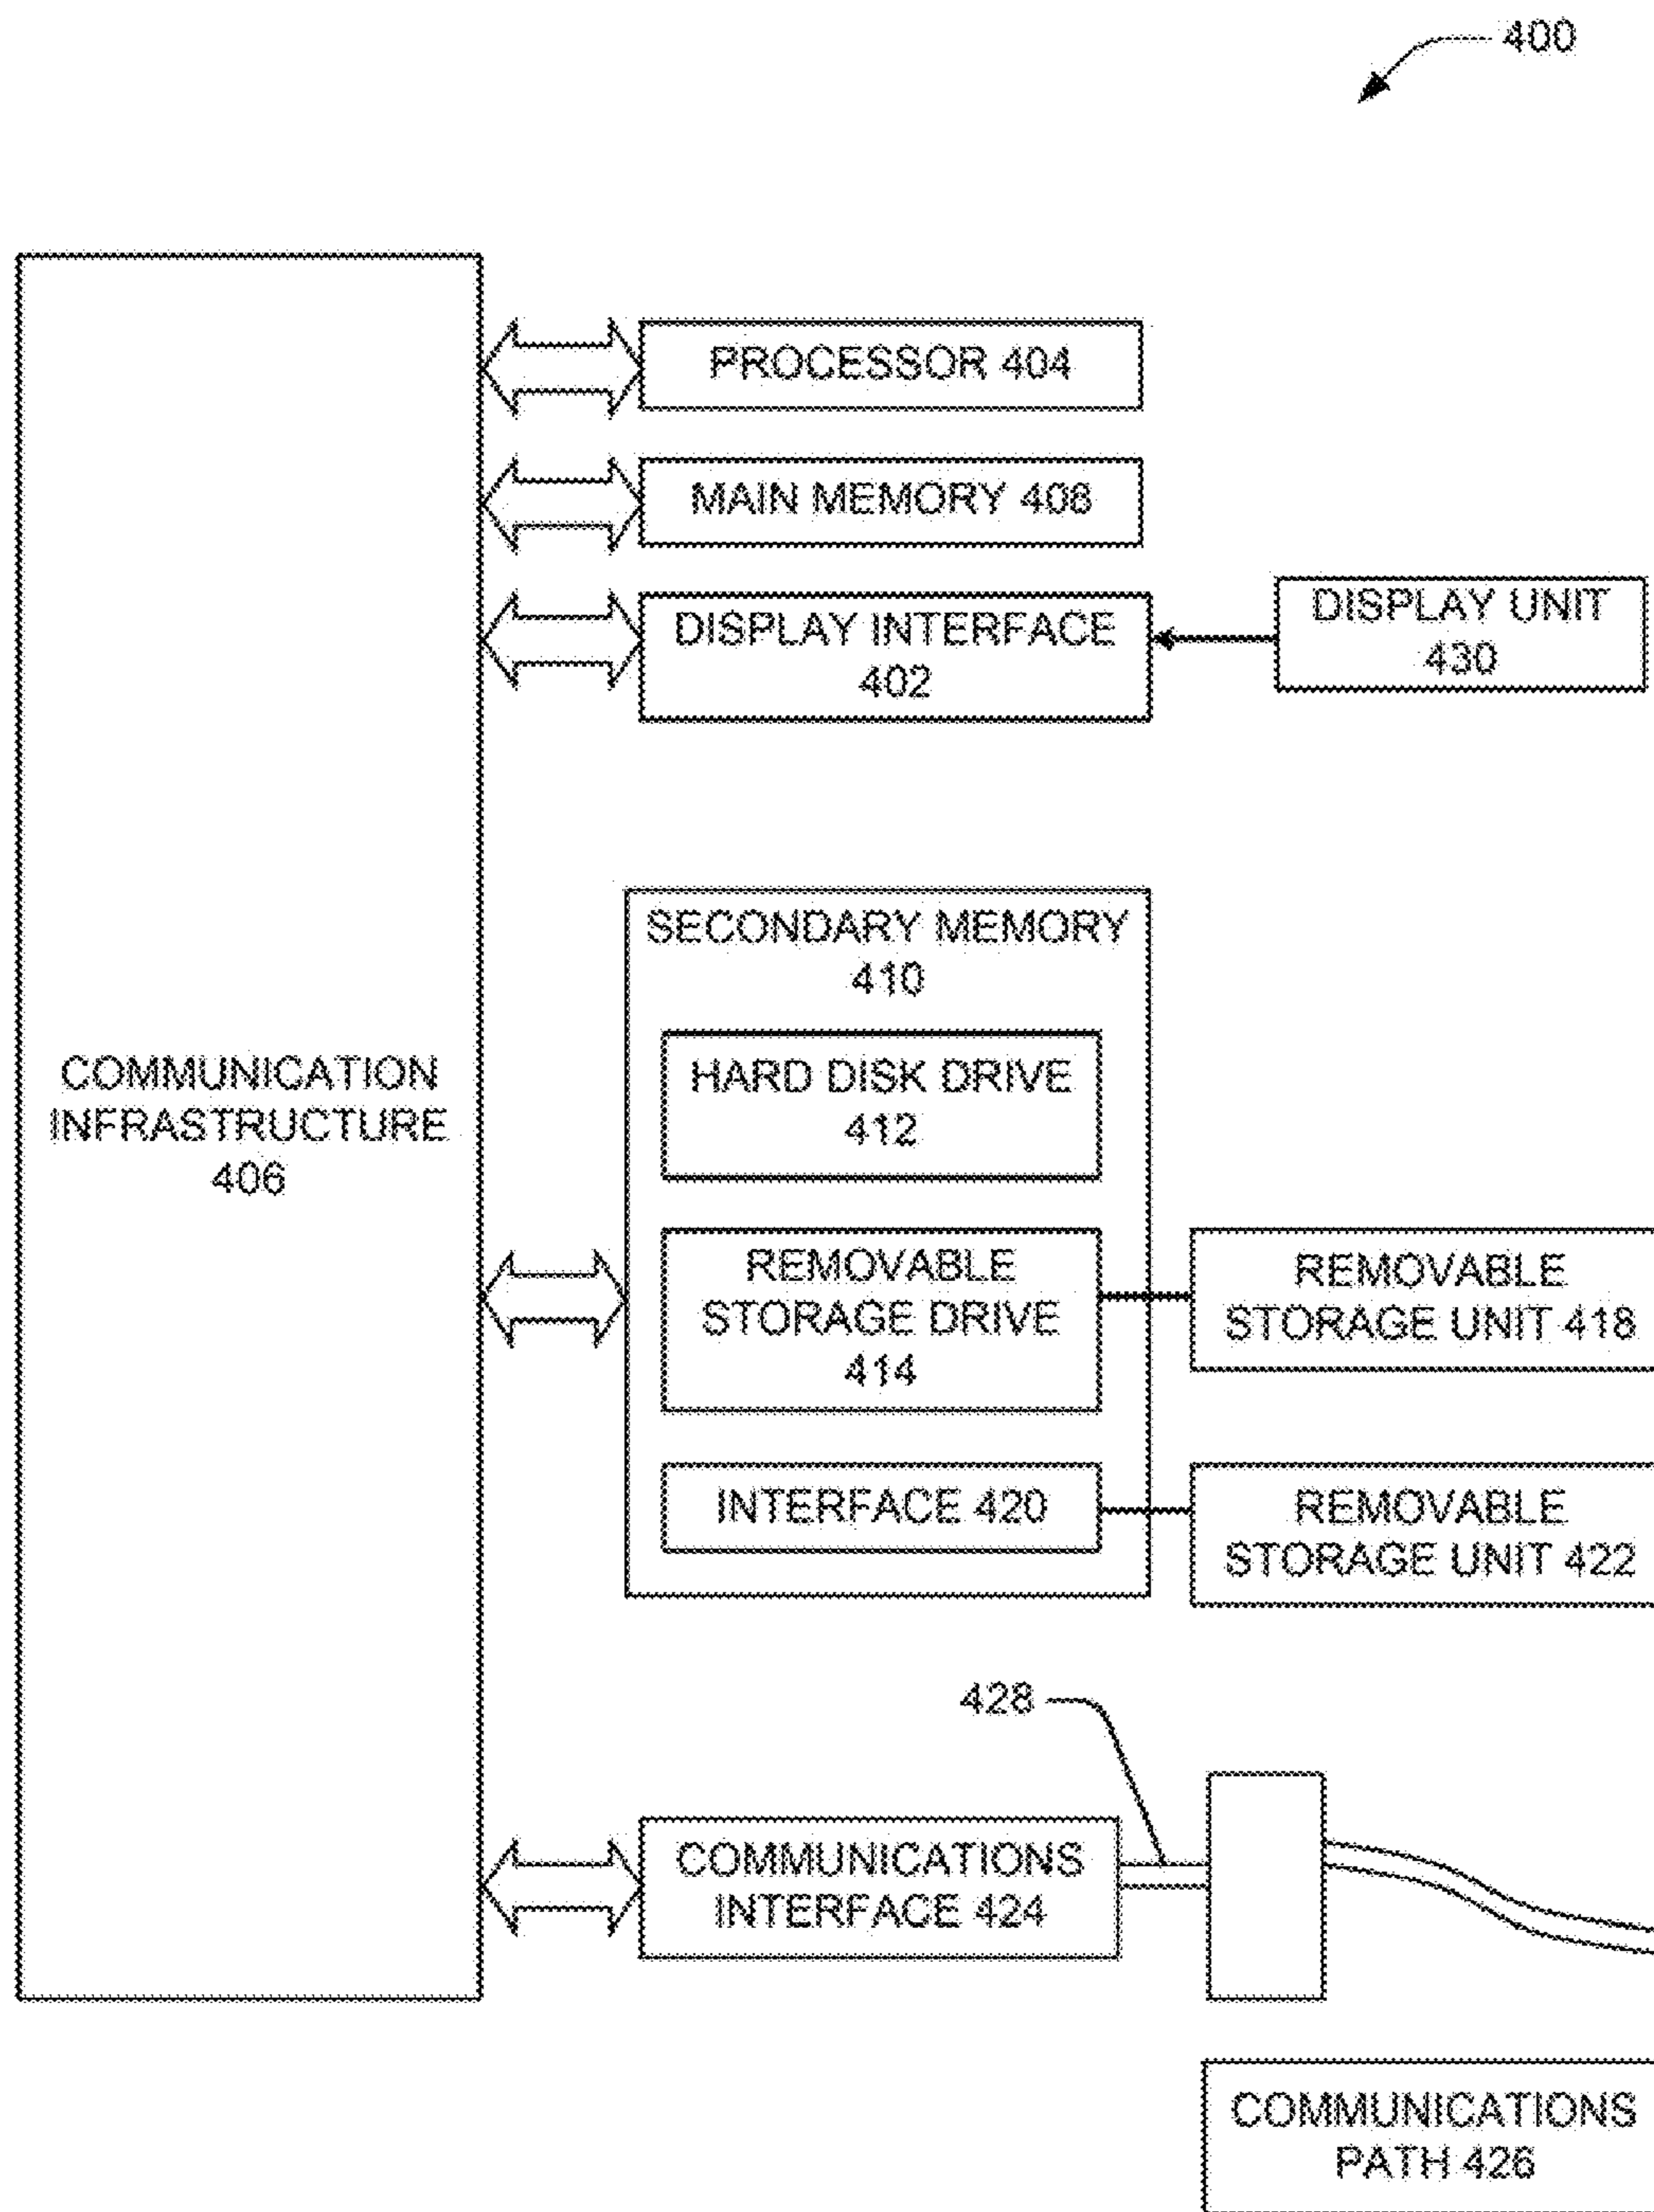 400
PROCESSOR 404
MAIN MEMORY 408
DISPLAY INTERFACE
402
DISPLAY UNIT
430
SECONDARY MEMORY
410
HARD DISK DRIVE
412
COMMUNICATION
INFRASTRUCTURE
406
REMOVABLE
STORAGE DRIVE
414
REMOVABLE
STORAGE UNIT 418
INTERFACE 420
REMOVABLE
STORAGE UNIT 422
428
COMMUNICATIONS
INTERFACE 424
COMMUNICATIONS
PATH 426